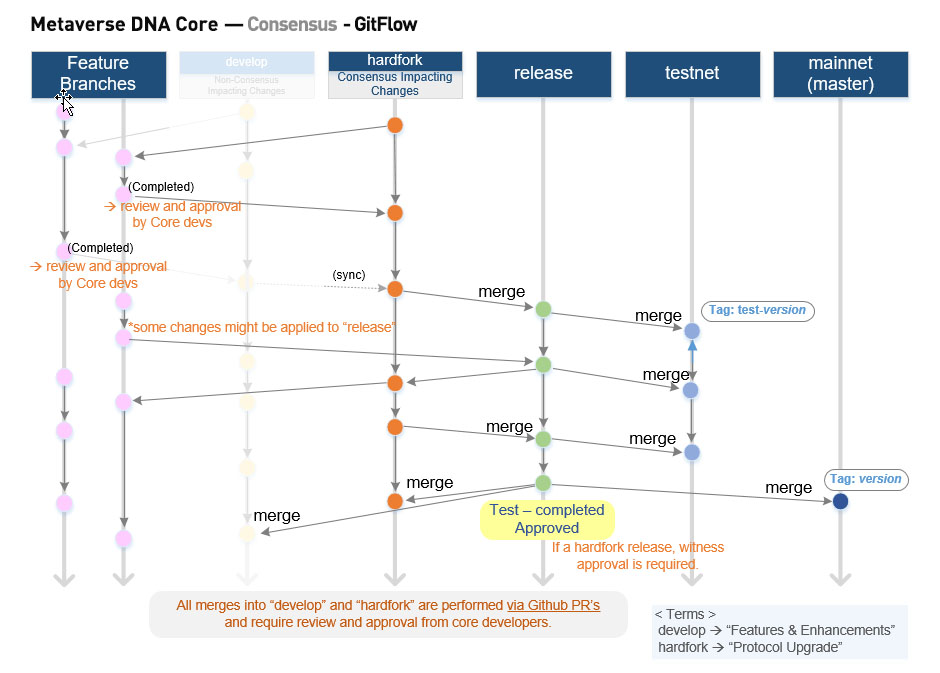 Metaverse DNA Core — Consensus - GitFlow
Feature
Branches
develop
Non-Consensus
Impacting Changes
hardfork
Consensus Impacting
Changes
release
testnet
mainnet
(master)
(Completed)
→ review and approval
by Core devs
(Completed)
→ review and approval
by Core devs
(sync)
merge
merge
Tag: test-version
*some changes might be applied to “release”
merge
merge
merge
merge
merge
Tag: version
merge
Test – completed
Approved
If a hardfork release, witness
approval is required.
All merges into “develop” and “hardfork” are performed via Github PR’s
and require review and approval from core developers.
< Terms >
develop → “Features & Enhancements”
hardfork → “Protocol Upgrade”